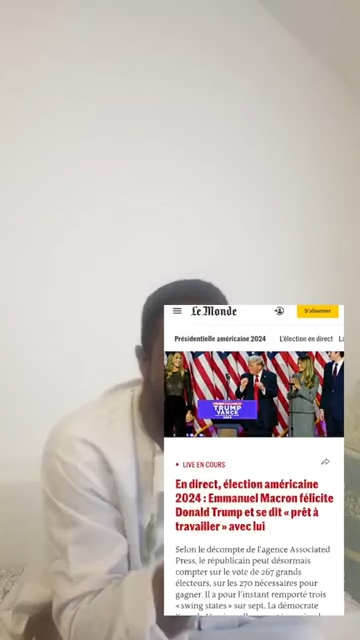 Le Monde
S'abonner
Présidentielle américaine 2024 L'élection en direct
TRUMP
VANCE
LIVE EN COURS
En direct, élection américaine
2024 : Emmanuel Macron félicite
Donald Trump et se dit « prêt à
travailler » avec lui
Selon le décompte de l'agence Associated
Press, le républicain peut désormais
compter sur le vote de 267 grands
électeurs, sur les 270 nécessaires pour
gagner. Il a pour l'instant remporté trois
« swing states » sur sept. La démocrate